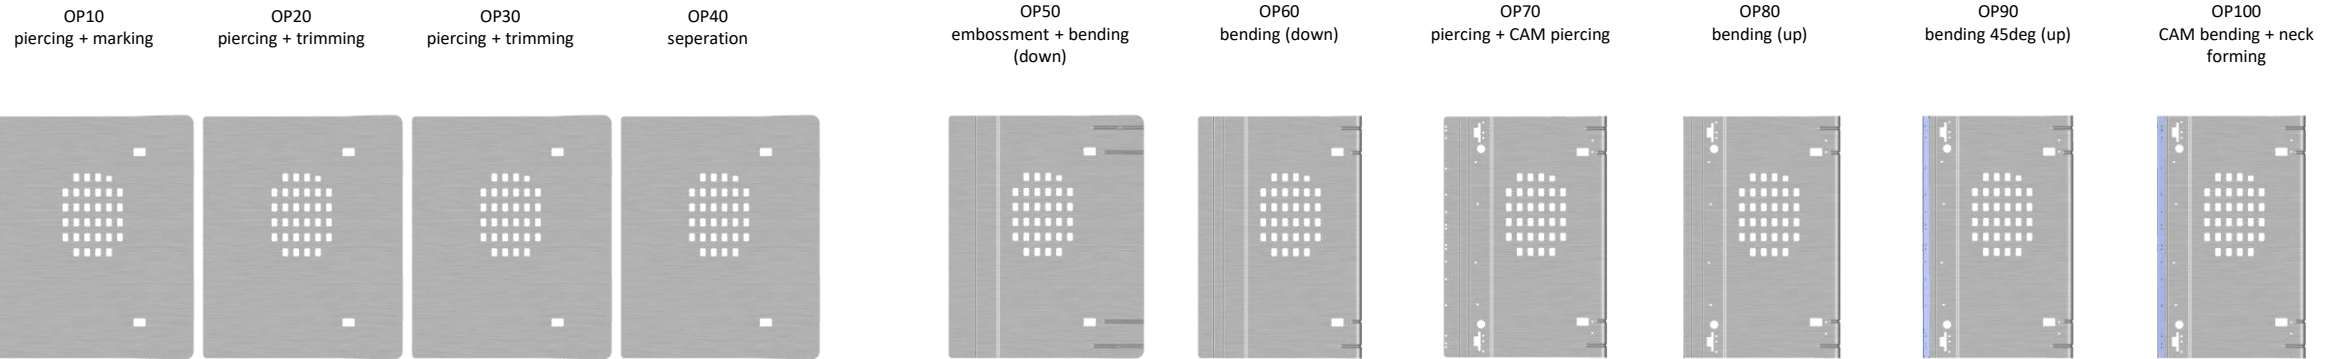 OP10
piercing + marking
OP20
piercing + trimming
OP30
piercing + trimming
OP40
seperation
OP50
embossment + bending
(down)
OP60
bending (down)
OP70
piercing + CAM piercing
OP80
bending (up)
OP90
bending 45deg (up)
OP100
CAM bending + neck
forming